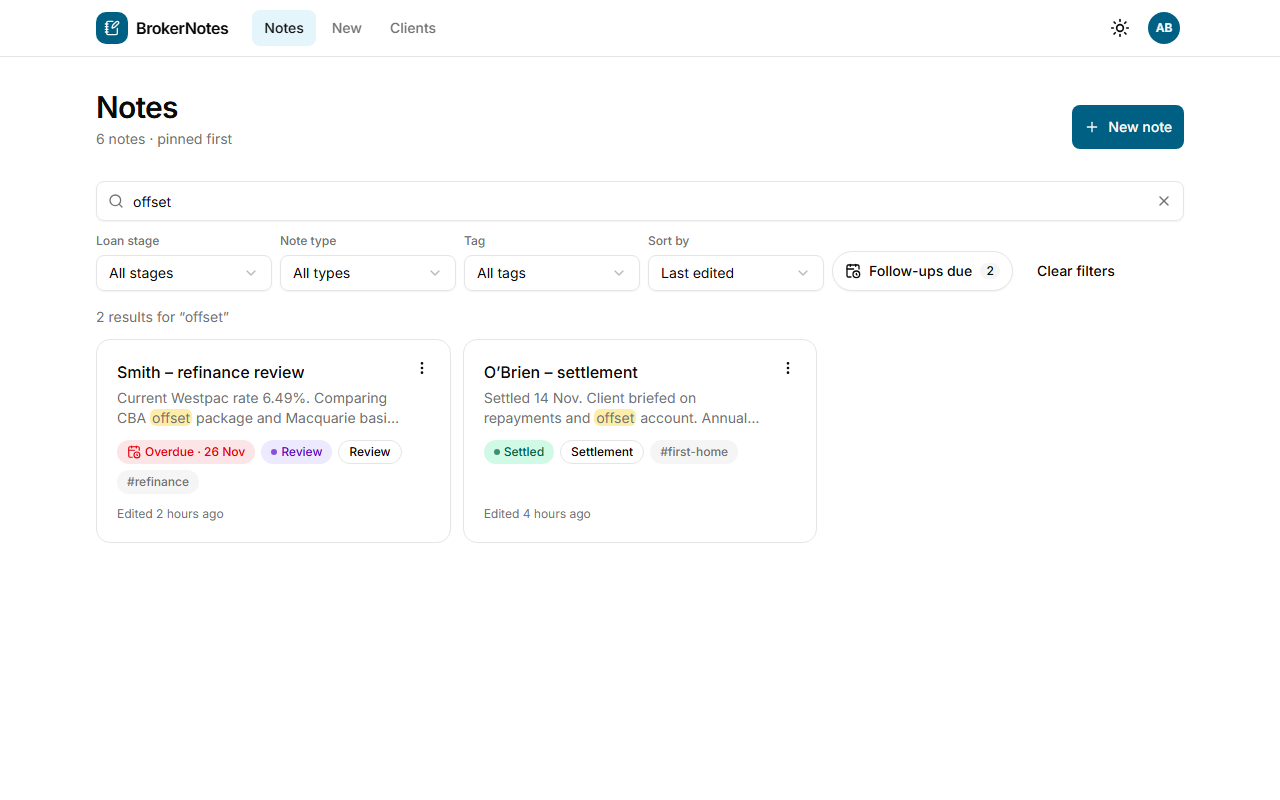 BrokerNotes Notes New Clients AB
Notes
6 notes · pinned first
New note
offset
Loan stage Note type Tag Sort by
All stages All types All tags Last edited Follow-ups due 2 Clear filters
2 results for “offset”
Smith – refinance review
Current Westpac rate 6.49%. Comparing
CBA offset package and Macquarie basi...
Overdue · 26 Nov Review Review
#refinance
Edited 2 hours ago
O’Brien – settlement
Settled 14 Nov. Client briefed on
repayments and offset account. Annual...
Settled Settlement #first-home
Edited 4 hours ago